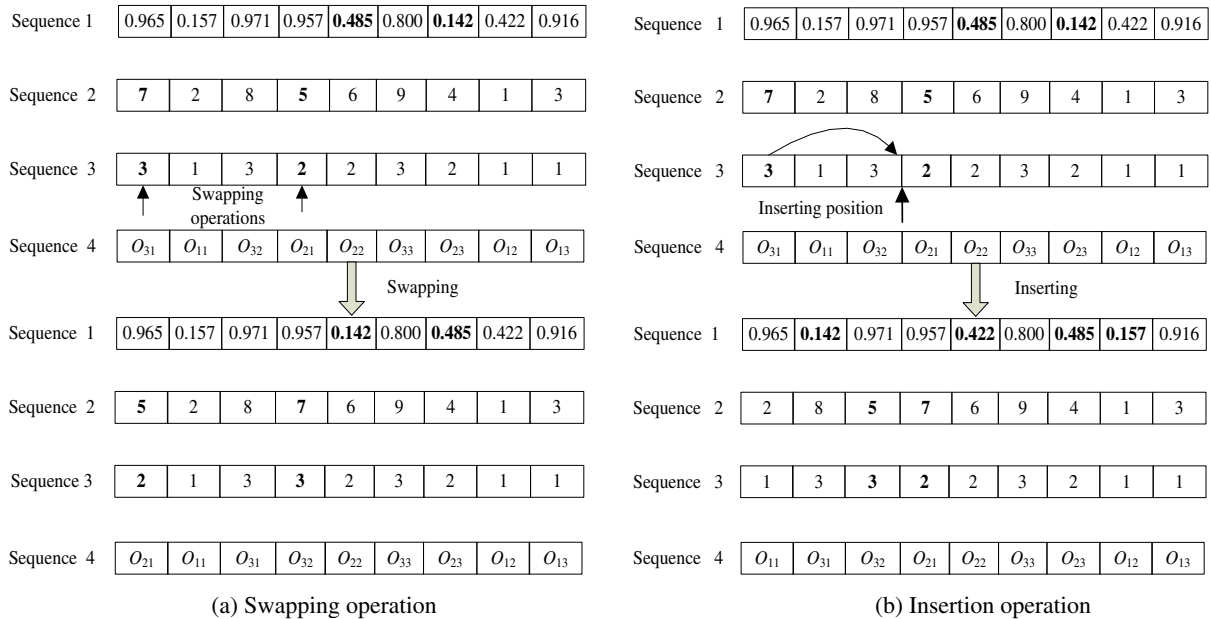 Sequence 1 0.965 0.157 0.971 0.957 0.485 0.800 0.142 0.422 0.916
Sequence 2 7 2 8 5 6 9 4 1 3
Sequence 3 3 1 3 2 2 3 2 1 1
Swapping
operations
Sequence 4 O31 O11 O32 O21 O22 O33 O23 O12 O13
Swapping
Sequence 1 0.965 0.157 0.971 0.957 0.142 0.800 0.485 0.422 0.916
Sequence 2 5 2 8 7 6 9 4 1 3
Sequence 3 2 1 3 3 2 3 2 1 1
Sequence 4 O21 O11 O31 O32 O22 O33 O23 O12 O13
(a) Swapping operation
Sequence 1 0.965 0.157 0.971 0.957 0.485 0.800 0.142 0.422 0.916
Sequence 2 7 2 8 5 6 9 4 1 3
Sequence 3 3 1 3 2 2 3 2 1 1
Inserting position
Sequence 4 O31 O11 O32 O21 O22 O33 O23 O12 O13
Inserting
Sequence 1 0.965 0.142 0.971 0.957 0.422 0.800 0.485 0.157 0.916
Sequence 2 2 8 5 7 6 9 4 1 3
Sequence 3 1 3 3 2 2 3 2 1 1
Sequence 4 O11 O31 O32 O21 O22 O33 O23 O12 O13
(b) Insertion operation